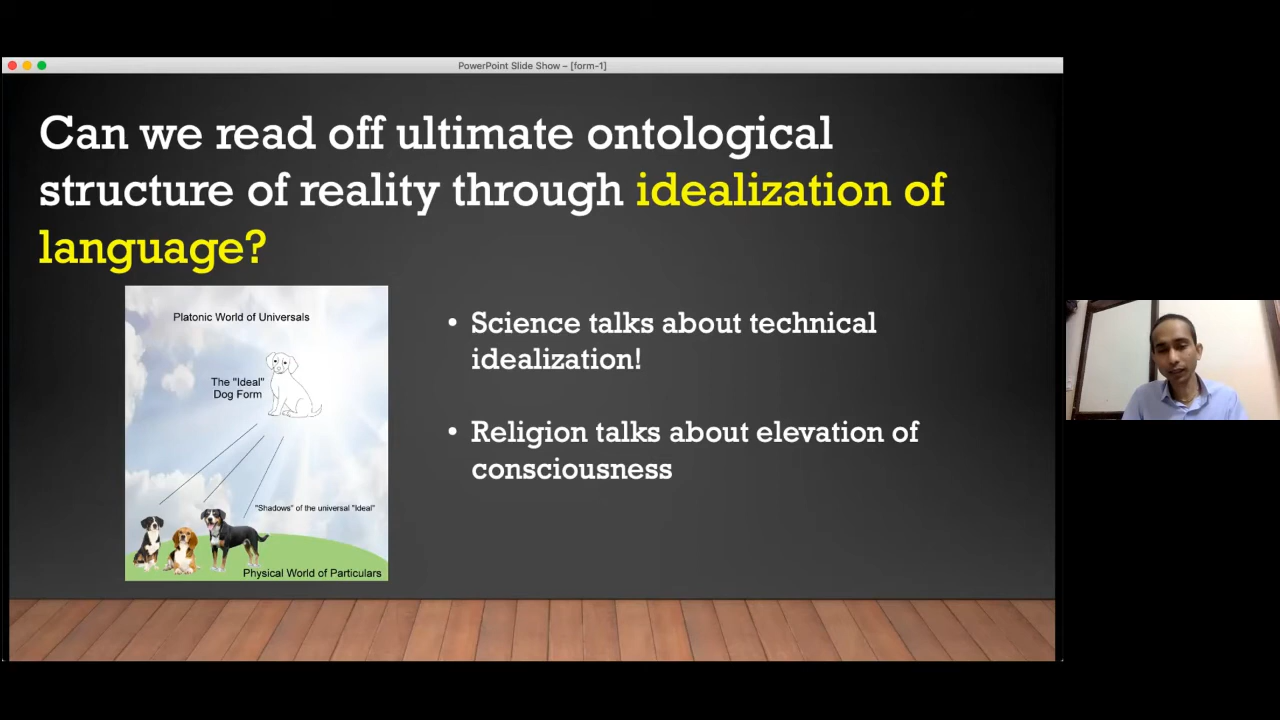 PowerPoint Slide Show – [form-1]
Can we read off ultimate ontological
structure of reality through idealization of
language?
Platonic World of Universals
The "Ideal"
Dog Form
"Shadows" of the universal "Ideal"
Physical World of Particulars
• Science talks about technical
idealization!
• Religion talks about elevation of
consciousness